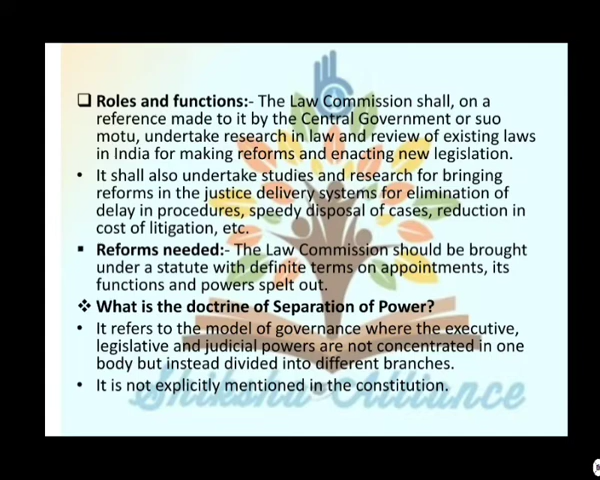 ❑ Roles and functions:- The Law Commission shall, on a
reference made to it by the Central Government or suo
motu, undertake research in law and review of existing laws
in India for making reforms and enacting new legislation.
• It shall also undertake studies and research for bringing
reforms in the justice delivery systems for elimination of
delay in procedures, speedy disposal of cases, reduction in
cost of litigation, etc.
▪ Reforms needed:- The Law Commission should be brought
under a statute with definite terms on appointments, its
functions and powers spelt out.
❖ What is the doctrine of Separation of Power?
• It refers to the model of governance where the executive,
legislative and judicial powers are not concentrated in one
body but instead divided into different branches.
• It is not explicitly mentioned in the constitution.
Shiksha Alliance